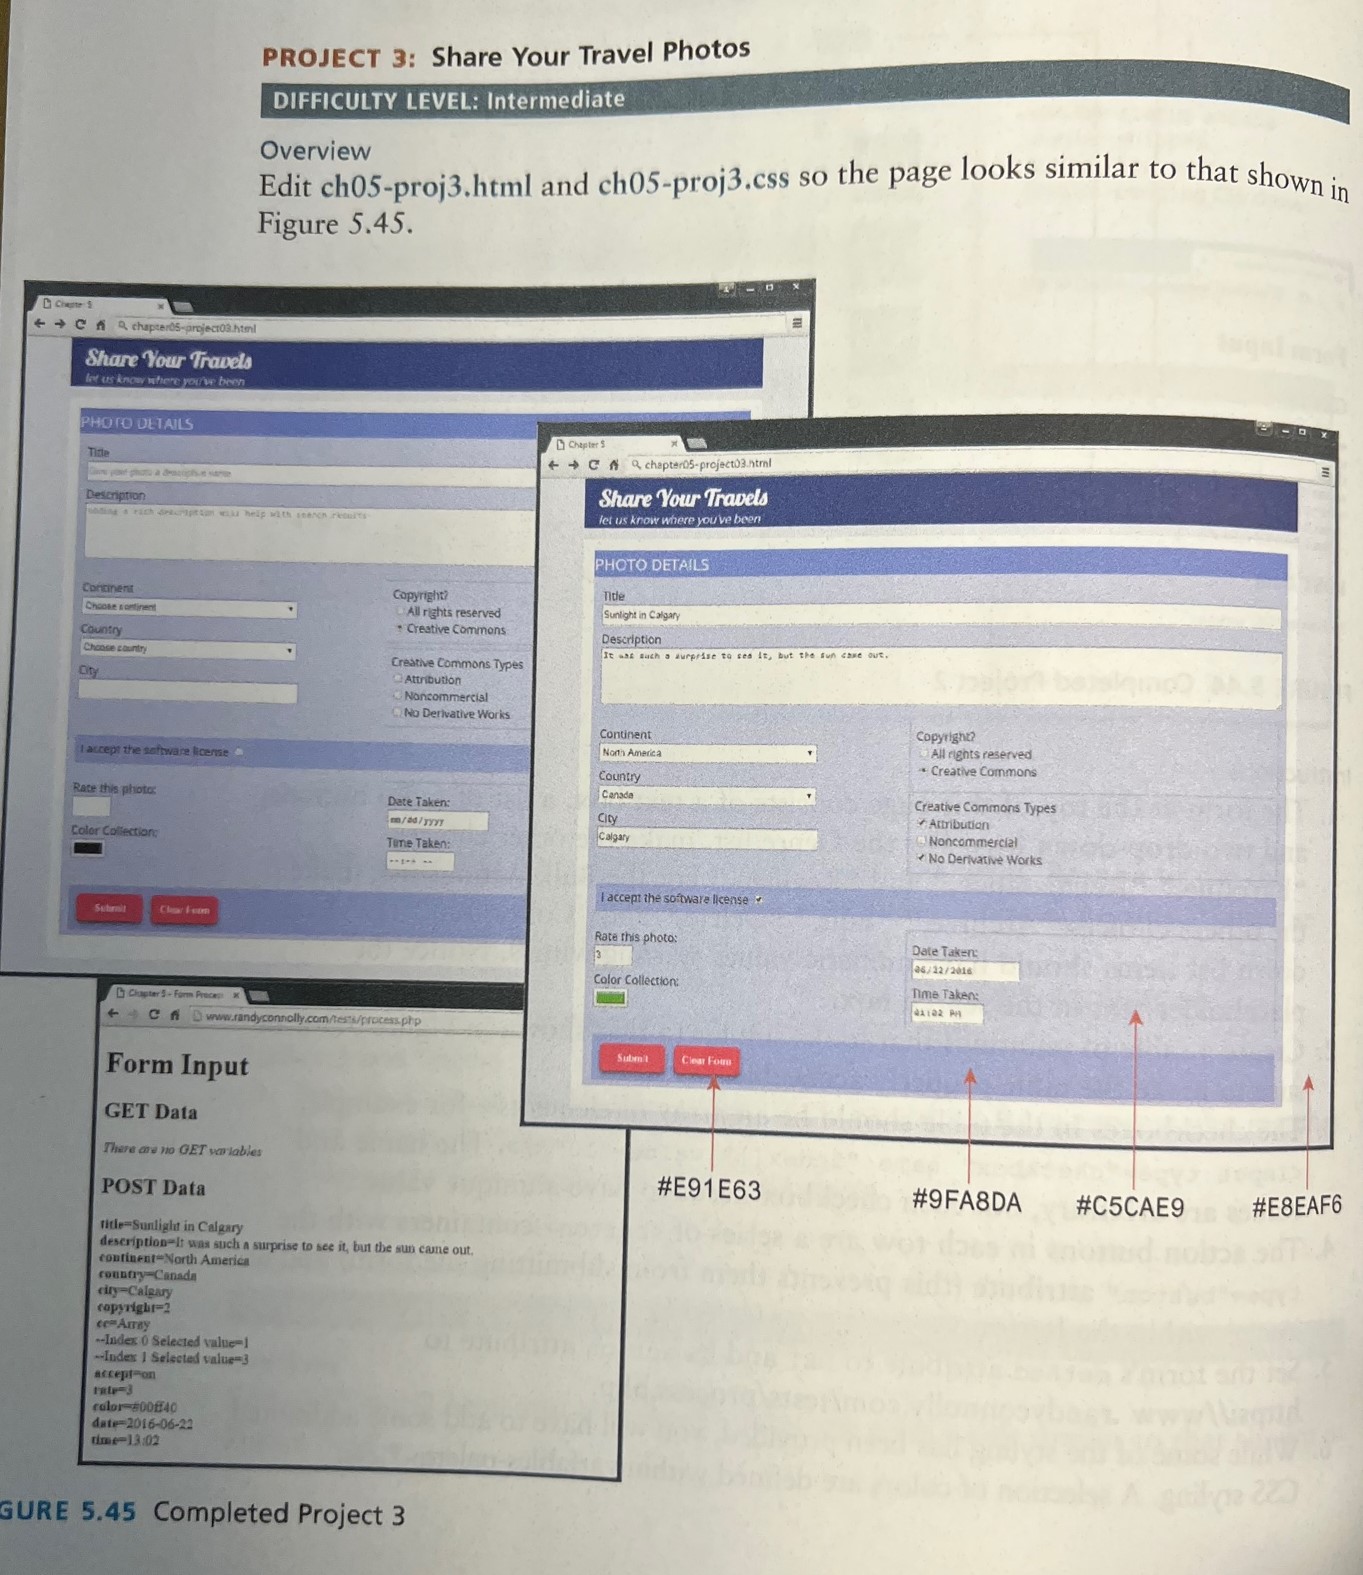 PROJECT 3: Share Your Travel Photos
DIFFICULTY LEVEL: Intermediate
Overview
Edit ch05-proj3.html and ch05-proj3.css so the page looks similar to that shown in
Figure 5.45.
Chapter 5
chapter05-project03.html
Share Your Travels
let us know where you've been
PHOTO DETAILS
Title
Give your photo a descriptive name
Description
Adding a rich description will help with search results
Continent
Choose continent
Country
Choose country
City
Copyright?
All rights reserved
Creative Commons
Creative Commons Types
Attribution
Noncommercial
No Derivative Works
I accept the software license
Rate this photo:
Color Collection:
Date Taken:
mm/dd/yyyy
Time Taken:
--:-- --
Submit
Clear Form
Chapter 5
chapter05-project03.html
Share Your Travels
let us know where you've been
PHOTO DETAILS
Title
Sunlight in Calgary
Description
It was such a surprise to see it, but the sun came out.
Continent
North America
Country
Canada
City
Calgary
Copyright?
All rights reserved
Creative Commons
Creative Commons Types
Attribution
Noncommercial
No Derivative Works
I accept the software license
Rate this photo:
3
Color Collection:
Date Taken:
06/22/2016
Time Taken:
01:02 PM
Submit
Clear Form
#E91E63
#9FA8DA
#C5CAE9
#E8EAF6
Chapter 5 - Form Process
www.randyconnolly.com/tests/process.php
Form Input
GET Data
There are no GET variables
POST Data
title=Sunlight in Calgary
description=It was such a surprise to see it, but the sun came out.
continent=North America
country=Canada
city=Calgary
copyright=2
cc=Array
--Index 0 Selected value=1
--Index 1 Selected value=3
accept=on
rate=3
color=#00ff40
date=2016-06-22
time=13:02
GURE 5.45 Completed Project 3